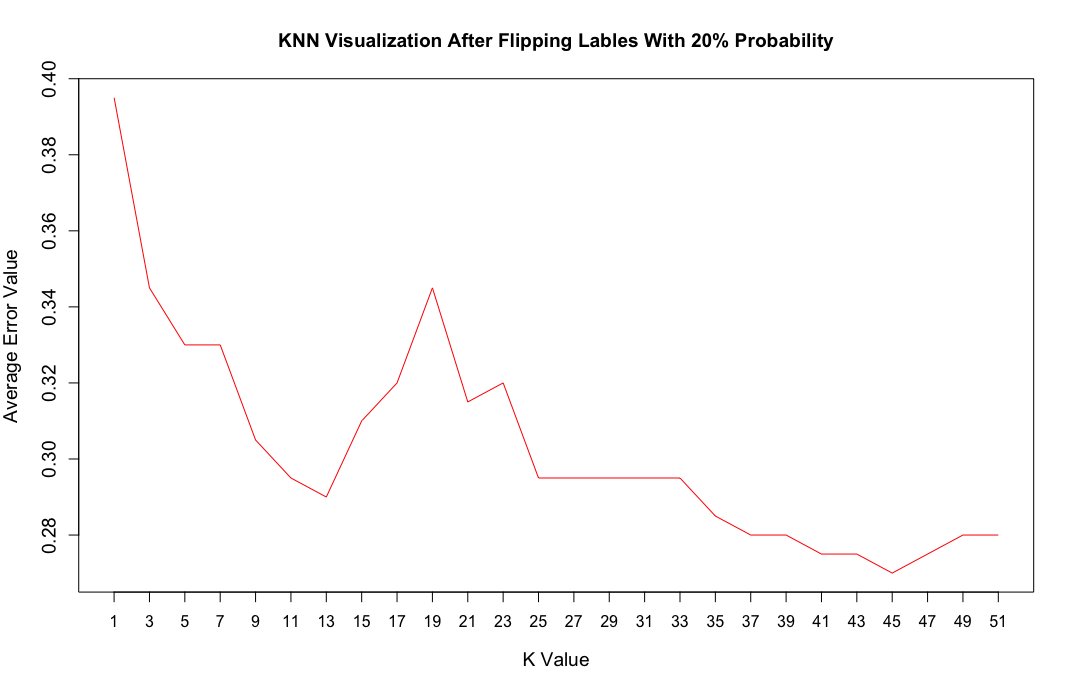 KNN Visualization After Flipping Lables With 20% Probability
0.40
0.38
0.36
0.34
0.32
0.30
0.28
Average Error Value
1 3 5 7 9 11 13 15 17 19 21 23 25 27 29 31 33 35 37 39 41 43 45 47 49 51
K Value